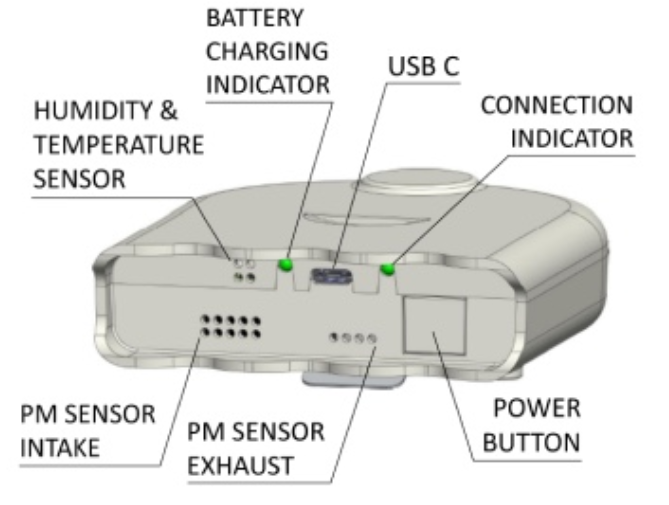 BATTERY
CHARGING
INDICATOR
USB C
CONNECTION
INDICATOR
HUMIDITY &
TEMPERATURE
SENSOR
PM SENSOR
INTAKE
PM SENSOR
EXHAUST
POWER
BUTTON